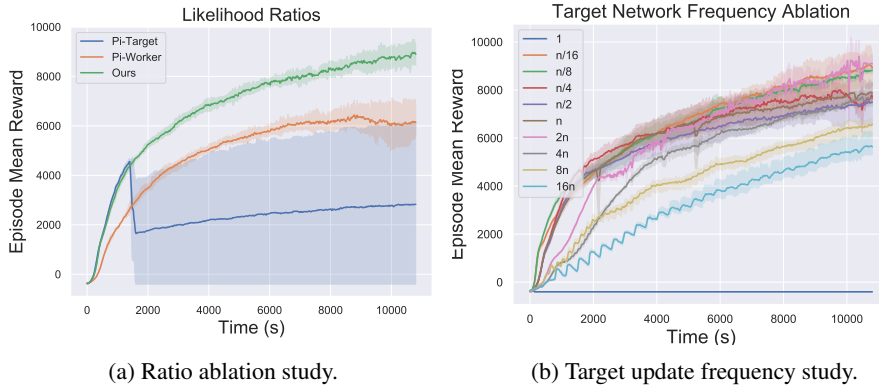 Likelihood Ratios
Pi-Target
Pi-Worker
Ours
Episode Mean Reward
10000
8000
6000
4000
2000
0
0 2000 4000 6000 8000 10000
Time (s)
(a) Ratio ablation study.
Target Network Frequency Ablation
1
n/16
n/8
n/4
n/2
n
2n
4n
8n
16n
Episode Mean Reward
10000
8000
6000
4000
2000
0
0 2000 4000 6000 8000 10000
Time (s)
(b) Target update frequency study.